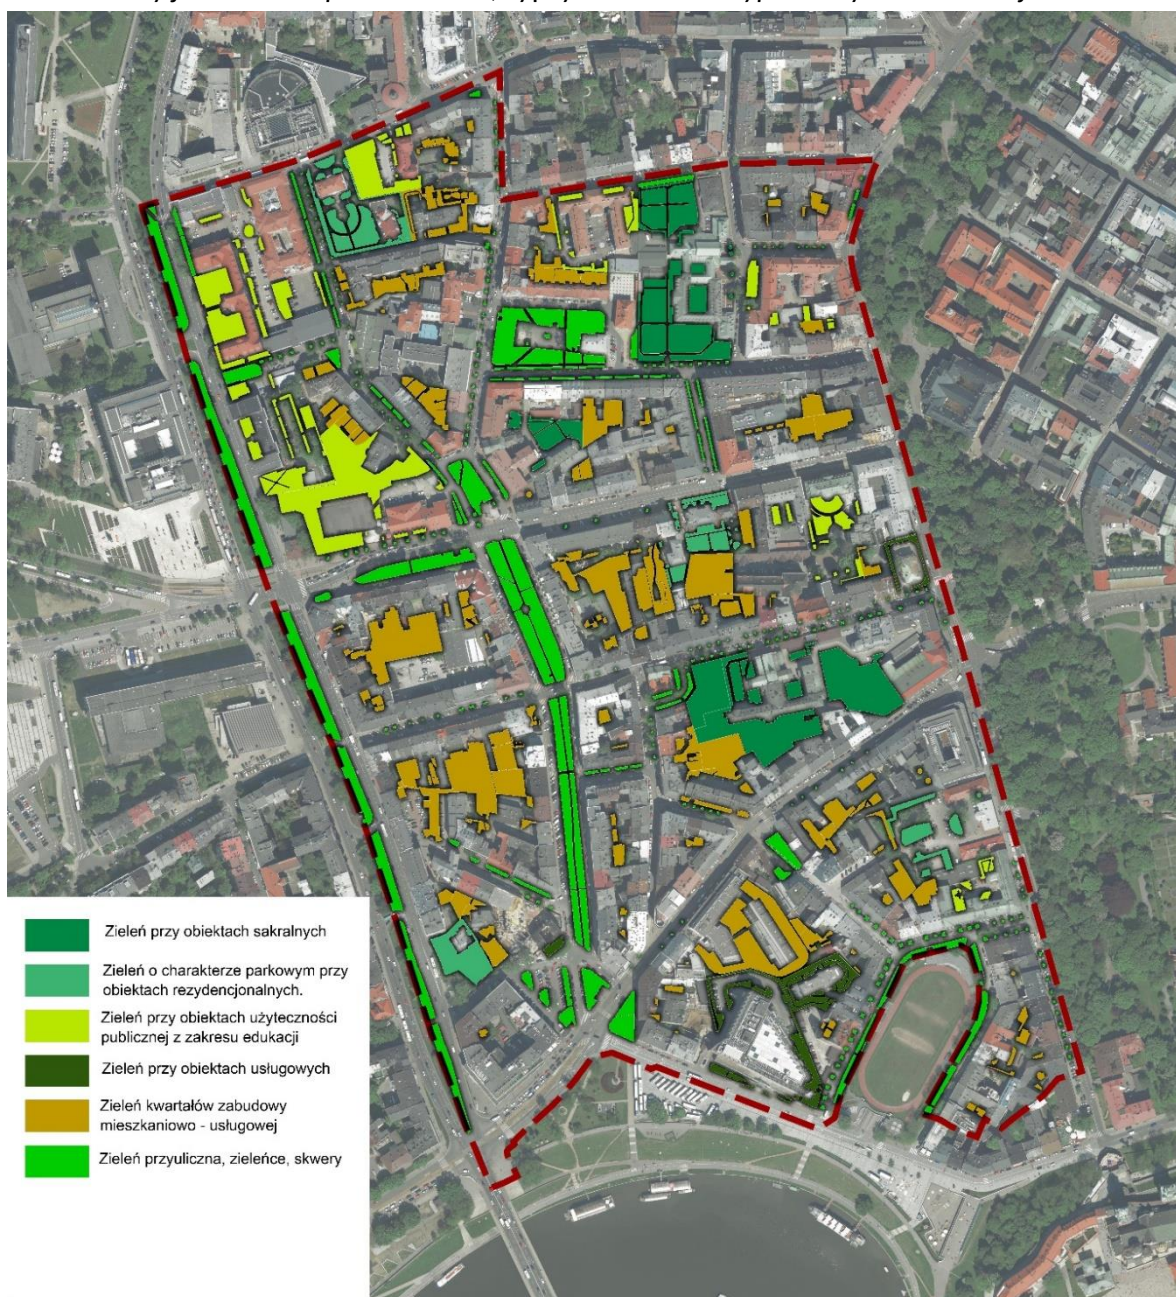 Zieleń przy obiektach sakralnych
Zieleń o charakterze parkowym przy
obiektach rezydencjonalnych.
Zieleń przy obiektach użyteczności
publicznej z zakresu edukacji
Zieleń przy obiektach usługowych
Zieleń kwartałów zabudowy
mieszkaniowo - usługowej
Zieleń przyuliczna, zieleńce, skwery